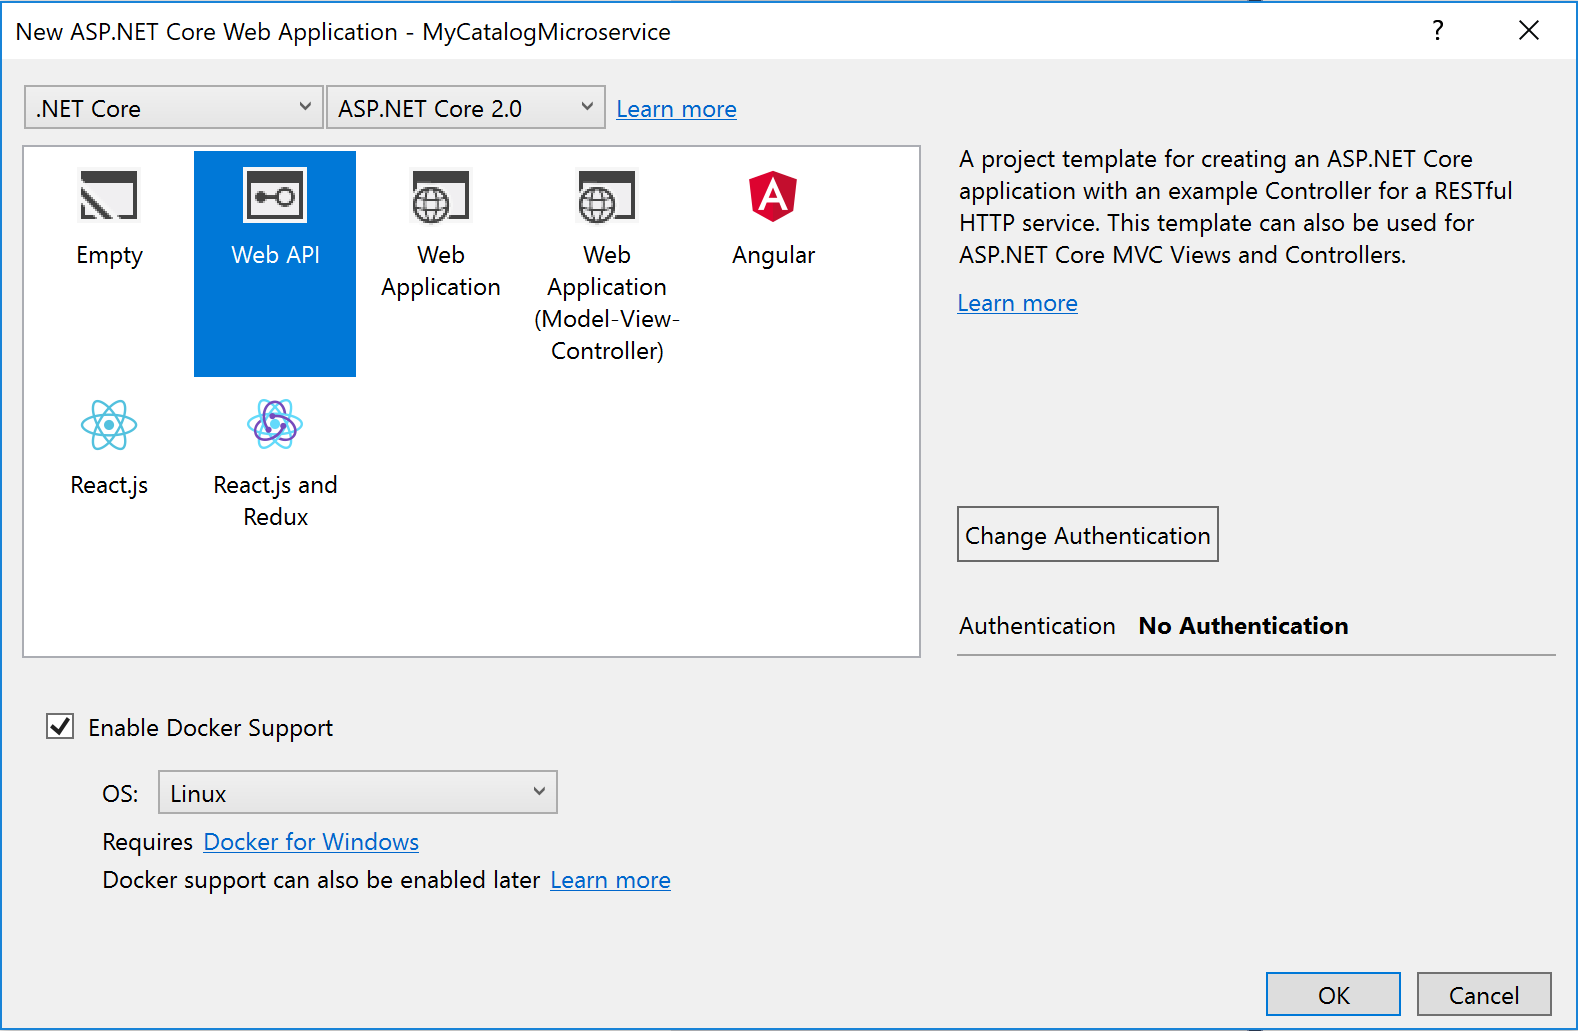 New ASP.NET Core Web Application - MyCatalogMicroservice
?
.NET Core
ASP.NET Core 2.0
Learn more
Empty
Web API
Web
Application
Web
Application
(Model-View-
Controller)
Angular
React.js
React.js and
Redux
A project template for creating an ASP.NET Core
application with an example Controller for a RESTful
HTTP service. This template can also be used for
ASP.NET Core MVC Views and Controllers.
Learn more
Change Authentication
Authentication No Authentication
Enable Docker Support
OS: Linux
Requires Docker for Windows
Docker support can also be enabled later Learn more
OK
Cancel